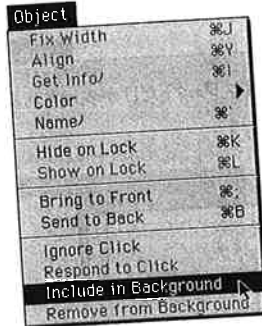 Object
Fix Width ⌘J
Align ⌘Y
Get Info/ ⌘I
Color
Name/ ⌘'
Hide on Lock ⌘K
Show on Lock ⌘L
Bring to Front ⌘;
Send to Back ⌘B
Ignore Click
Respond to Click
Include in Background
Remove from Background